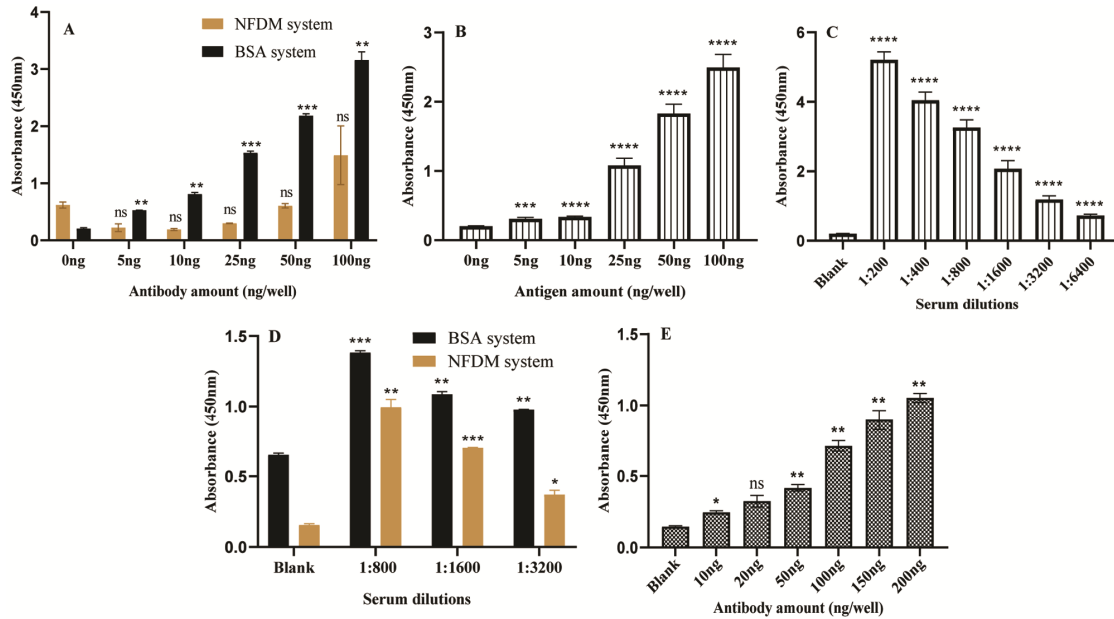 A
NFDM system
BSA system
Absorbance (450nm)
4
3
2
1
0
ns
**
ns
**
ns
***
ns
***
ns
**
0ng
5ng
10ng
25ng
50ng
100ng
Antibody amount (ng/well)
B
Absorbance (450nm)
3
2
1
0
***
****
****
****
****
0ng
5ng
10ng
25ng
50ng
100ng
Antigen amount (ng/well)
C
Absorbance (450nm)
6
4
2
0
****
****
****
****
****
****
Blank
1:200
1:400
1:800
1:1600
1:3200
1:6400
Serum dilutions
D
BSA system
NFDM system
Absorbance (450nm)
1.5
1.0
0.5
0.0
***
**
**
***
**
*
Blank
1:800
1:1600
1:3200
Serum dilutions
E
Absorbance (450nm)
1.5
1.0
0.5
0.0
*
ns
**
**
**
**
Blank
10ng
20ng
50ng
100ng
150ng
200ng
Antibody amount (ng/well)